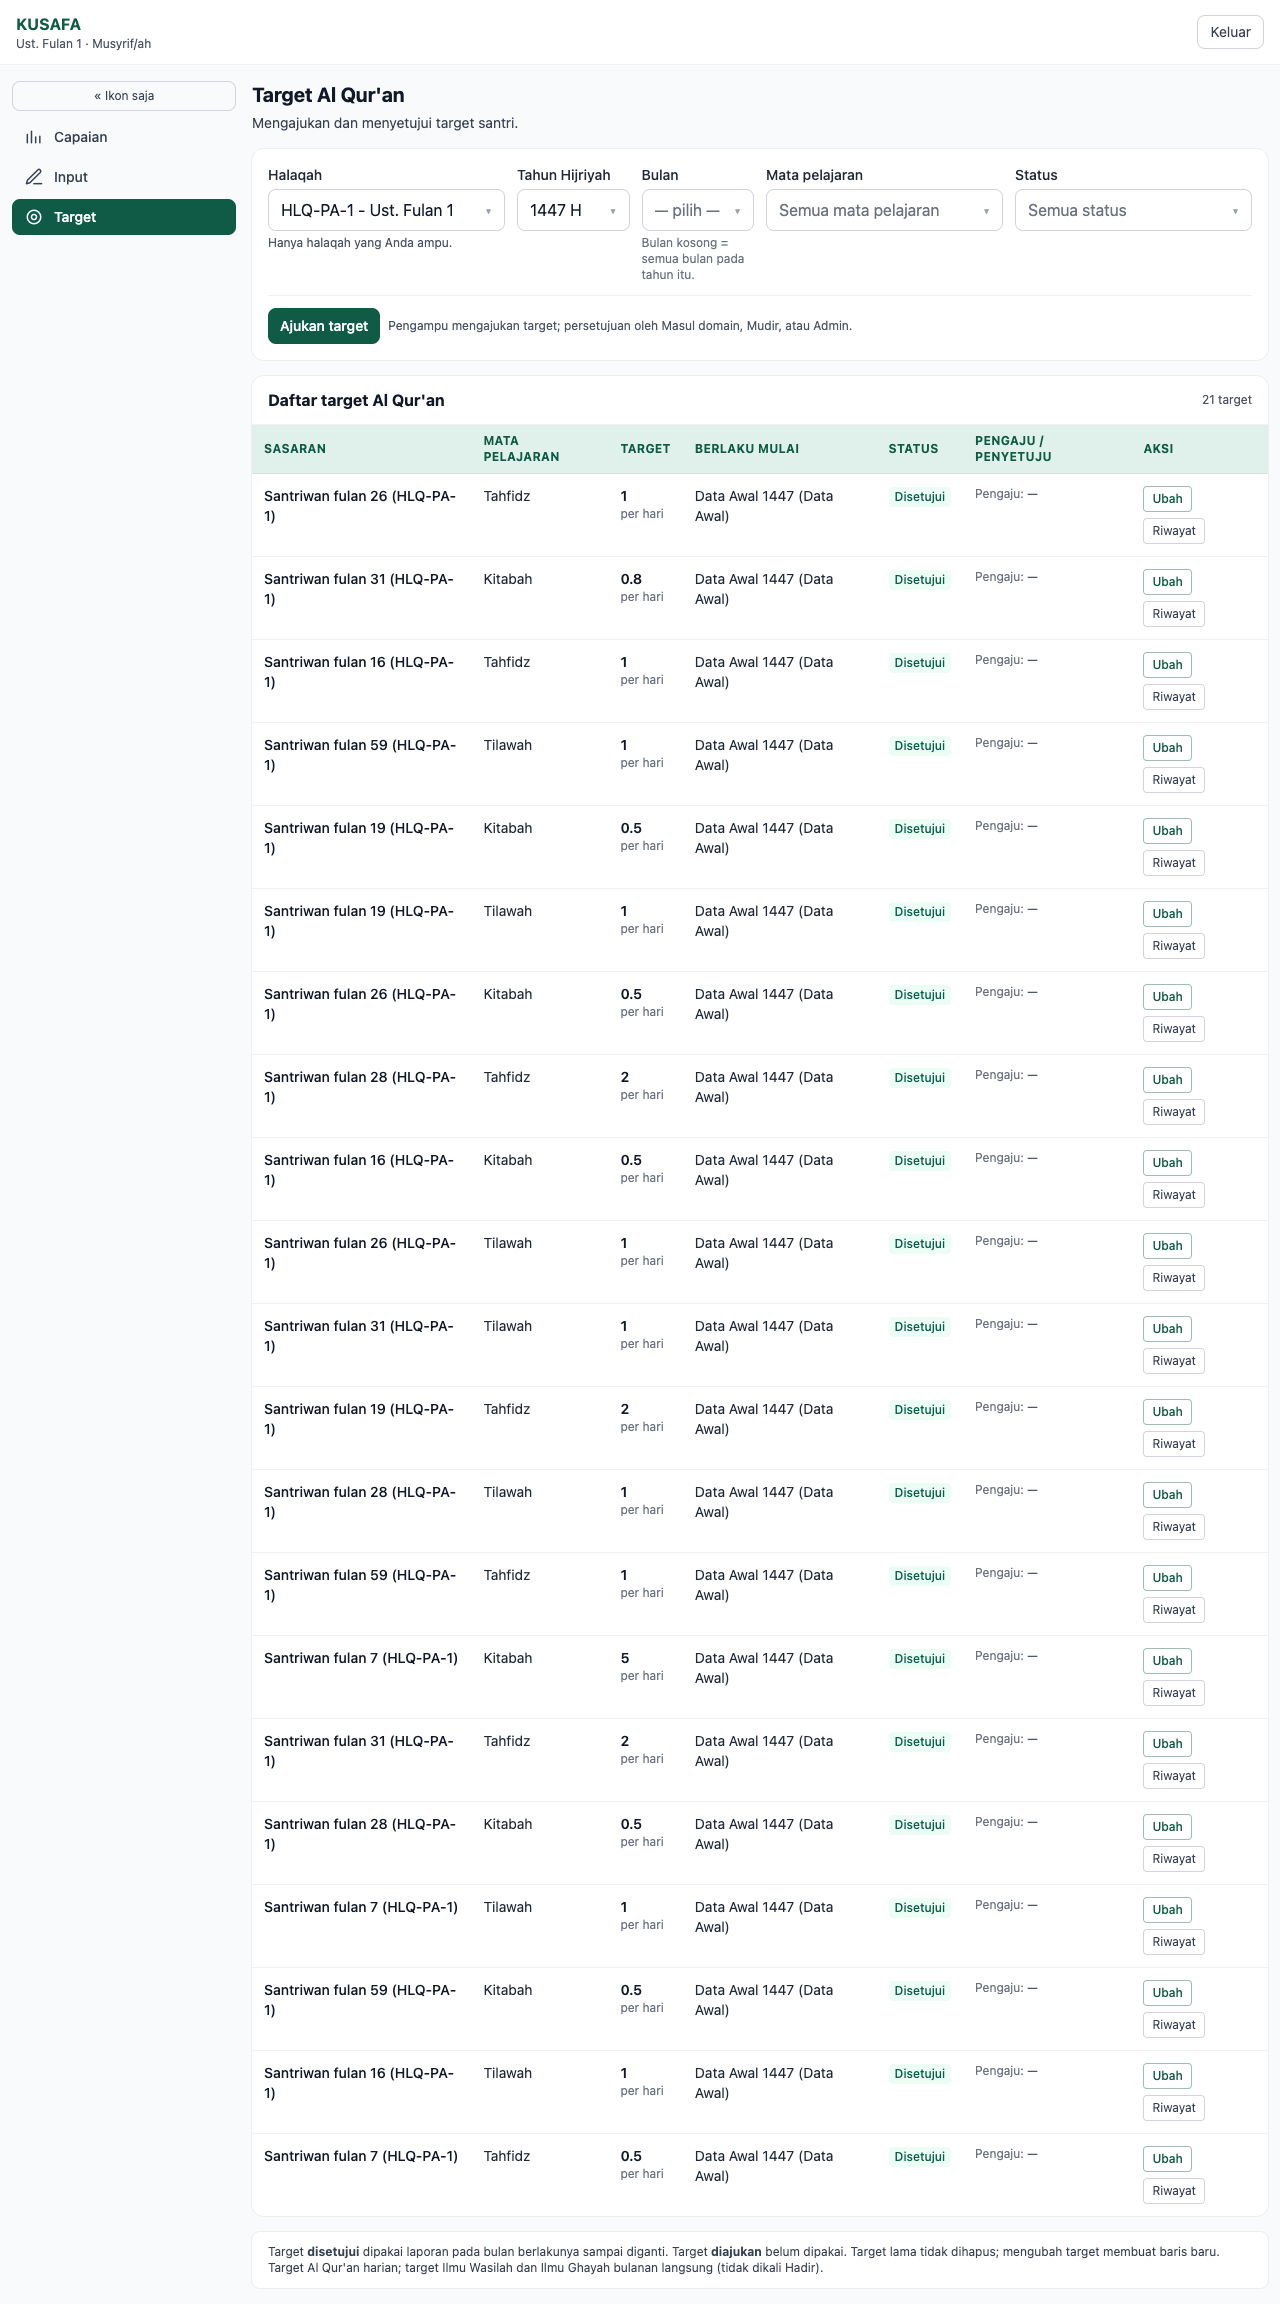 KUSAFA
Ust. Fulan 1 · Musyrif/ah
Keluar
« Ikon saja
Capaian
Input
Target
Target Al Qur'an
Mengajukan dan menyetujui target santri.
Halaqah
Tahun Hijriyah
Bulan
Mata pelajaran
Status
HLQ-PA-1 - Ust. Fulan 1
1447 H
— pilih —
Semua mata pelajaran
Semua status
Hanya halaqah yang Anda ampu.
Bulan kosong =
semua bulan pada
tahun itu.
Ajukan target
Pengampu mengajukan target; persetujuan oleh Masul domain, Mudir, atau Admin.
Daftar target Al Qur'an
21 target
SASARAN
MATA
PELAJARAN
TARGET
BERLAKU MULAI
STATUS
PENGAJU /
PENYETUJU
AKSI
Santriwan fulan 26 (HLQ-PA-
1)
Tahfidz
1
per hari
Data Awal 1447 (Data
Awal)
Disetujui
Pengaju: —
Ubah
Riwayat
Santriwan fulan 31 (HLQ-PA-
1)
Kitabah
0.8
per hari
Data Awal 1447 (Data
Awal)
Disetujui
Pengaju: —
Ubah
Riwayat
Santriwan fulan 16 (HLQ-PA-
1)
Tahfidz
1
per hari
Data Awal 1447 (Data
Awal)
Disetujui
Pengaju: —
Ubah
Riwayat
Santriwan fulan 59 (HLQ-PA-
1)
Tilawah
1
per hari
Data Awal 1447 (Data
Awal)
Disetujui
Pengaju: —
Ubah
Riwayat
Santriwan fulan 19 (HLQ-PA-
1)
Kitabah
0.5
per hari
Data Awal 1447 (Data
Awal)
Disetujui
Pengaju: —
Ubah
Riwayat
Santriwan fulan 19 (HLQ-PA-
1)
Tilawah
1
per hari
Data Awal 1447 (Data
Awal)
Disetujui
Pengaju: —
Ubah
Riwayat
Santriwan fulan 26 (HLQ-PA-
1)
Kitabah
0.5
per hari
Data Awal 1447 (Data
Awal)
Disetujui
Pengaju: —
Ubah
Riwayat
Santriwan fulan 28 (HLQ-PA-
1)
Tahfidz
2
per hari
Data Awal 1447 (Data
Awal)
Disetujui
Pengaju: —
Ubah
Riwayat
Santriwan fulan 16 (HLQ-PA-
1)
Kitabah
0.5
per hari
Data Awal 1447 (Data
Awal)
Disetujui
Pengaju: —
Ubah
Riwayat
Santriwan fulan 26 (HLQ-PA-
1)
Tilawah
1
per hari
Data Awal 1447 (Data
Awal)
Disetujui
Pengaju: —
Ubah
Riwayat
Santriwan fulan 31 (HLQ-PA-
1)
Tilawah
1
per hari
Data Awal 1447 (Data
Awal)
Disetujui
Pengaju: —
Ubah
Riwayat
Santriwan fulan 19 (HLQ-PA-
1)
Tahfidz
2
per hari
Data Awal 1447 (Data
Awal)
Disetujui
Pengaju: —
Ubah
Riwayat
Santriwan fulan 28 (HLQ-PA-
1)
Tilawah
1
per hari
Data Awal 1447 (Data
Awal)
Disetujui
Pengaju: —
Ubah
Riwayat
Santriwan fulan 59 (HLQ-PA-
1)
Tahfidz
1
per hari
Data Awal 1447 (Data
Awal)
Disetujui
Pengaju: —
Ubah
Riwayat
Santriwan fulan 7 (HLQ-PA-1)
Kitabah
5
per hari
Data Awal 1447 (Data
Awal)
Disetujui
Pengaju: —
Ubah
Riwayat
Santriwan fulan 31 (HLQ-PA-
1)
Tahfidz
2
per hari
Data Awal 1447 (Data
Awal)
Disetujui
Pengaju: —
Ubah
Riwayat
Santriwan fulan 28 (HLQ-PA-
1)
Kitabah
0.5
per hari
Data Awal 1447 (Data
Awal)
Disetujui
Pengaju: —
Ubah
Riwayat
Santriwan fulan 7 (HLQ-PA-1)
Tilawah
1
per hari
Data Awal 1447 (Data
Awal)
Disetujui
Pengaju: —
Ubah
Riwayat
Santriwan fulan 59 (HLQ-PA-
1)
Kitabah
0.5
per hari
Data Awal 1447 (Data
Awal)
Disetujui
Pengaju: —
Ubah
Riwayat
Santriwan fulan 16 (HLQ-PA-
1)
Tilawah
1
per hari
Data Awal 1447 (Data
Awal)
Disetujui
Pengaju: —
Ubah
Riwayat
Santriwan fulan 7 (HLQ-PA-1)
Tahfidz
0.5
per hari
Data Awal 1447 (Data
Awal)
Disetujui
Pengaju: —
Ubah
Riwayat
Target disetujui dipakai laporan pada bulan berlakunya sampai diganti. Target diajukan belum dipakai. Target lama tidak dihapus; mengubah target membuat baris baru.
Target Al Qur'an harian; target Ilmu Wasilah dan Ilmu Ghayah bulanan langsung (tidak dikali Hadir).